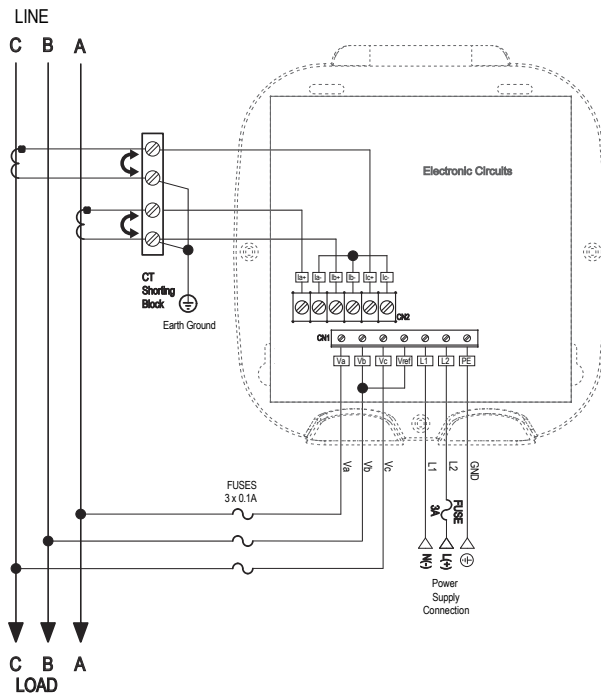 LINE
C B A
Electronic Circuits
CT
Shorting
Block
Earth Ground
Ia+ Ia- Ib+ Ib- Ic+ Ic-
CN2
CN1
Va Vb Vc Vref L1 L2 PE
Va Vb Vc L1 L2 GND
FUSES
3 x 0.1A
FUSE
3A
N(-) L(+)
Power
Supply
Connection
C B A
LOAD